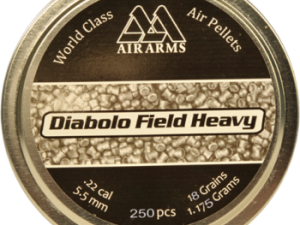 World Class
Air Pellets
AIR ARMS
Diabolo Field Heavy
.22 cal
5.5 mm
250 pcs
18 Grains
1.175 Grams